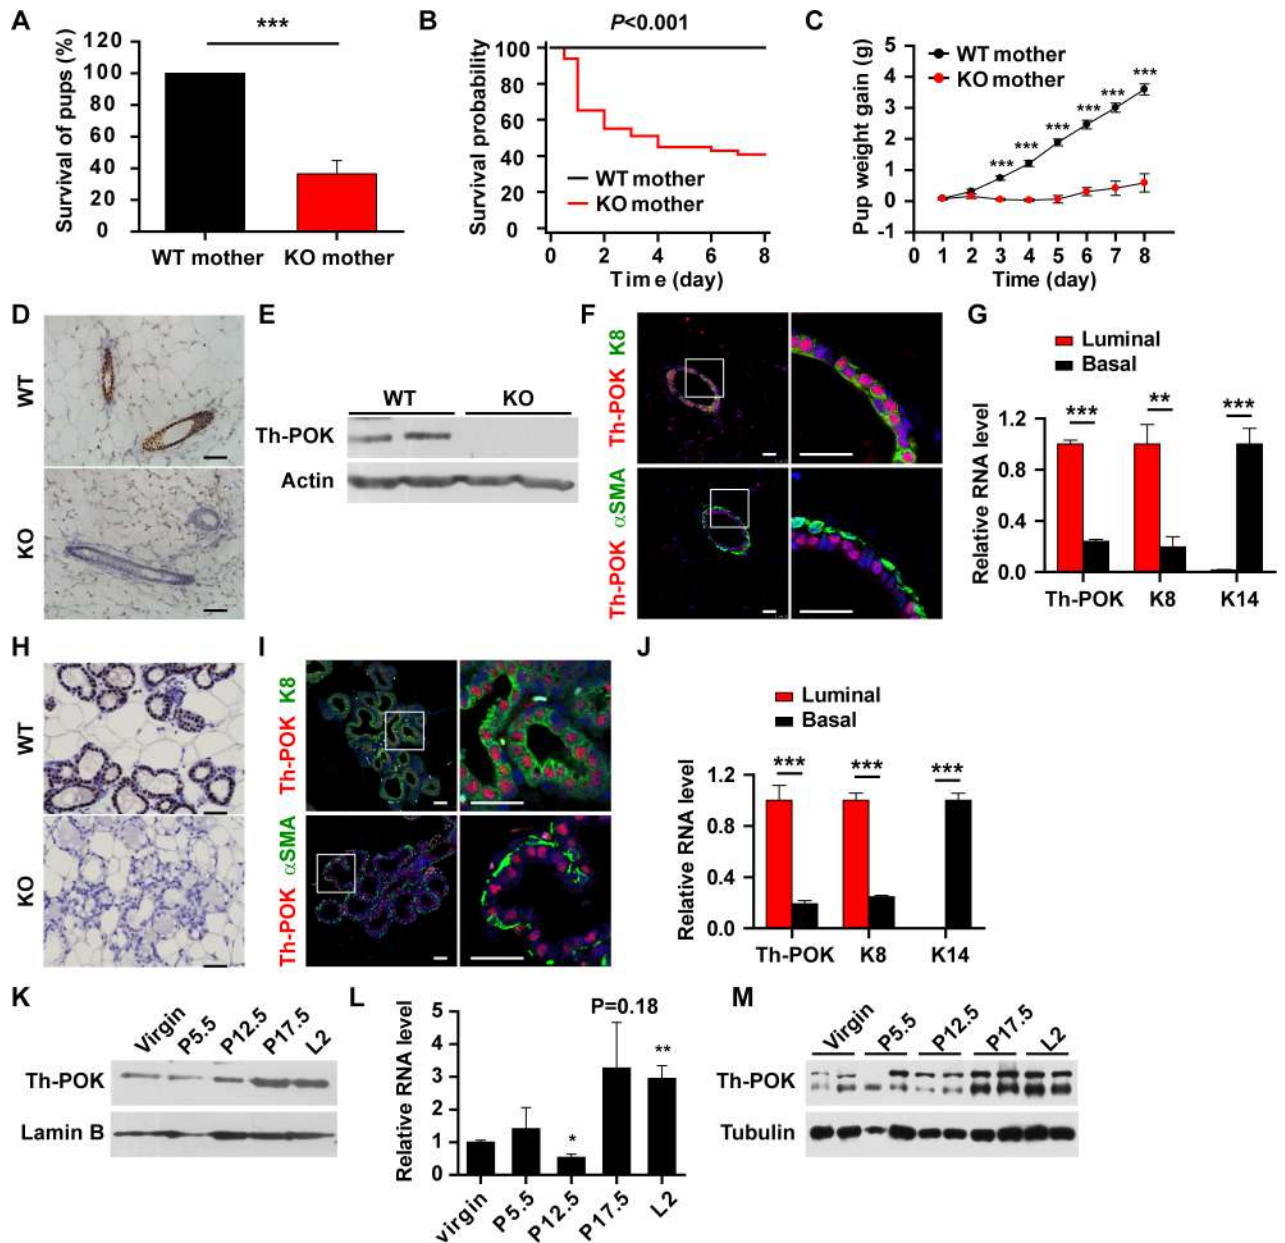 A
***
Survival of pups (%)
120
100
80
60
40
20
0
WT mother
KO mother
B
P<0.001
Survival probability
100
80
60
40
20
0
WT mother
KO mother
0
2
4
6
8
Time (day)
C
Pup weight gain (g)
5
4
3
2
1
0
-1
WT mother
KO mother
***
***
***
***
***
***
1 2 3 4 5 6 7 8
Time (day)
D
WT
KO
E
WT
KO
Th-POK
Actin
F
Th-POK K8
Th-POK αSMA
G
Luminal
Basal
Relative RNA level
1.2
0.4
0.0
***
**
***
Th-POK
K8
K14
H
WT
KO
I
Th-POK K8
Th-POK αSMA
J
Luminal
Basal
Relative RNA level
1.2
0.8
0.4
0.0
***
***
***
Th-POK
K8
K14
K
Virgin
P5.5
P12.5
P17.5
L2
Th-POK
Lamin B
L
P=0.18
Relative RNA level
5
4
3
2
1
0
*
**
virgin
P5.5
P12.5
P17.5
L2
M
Virgin
P5.5
P12.5
P17.5
L2
Th-POK
Tubulin